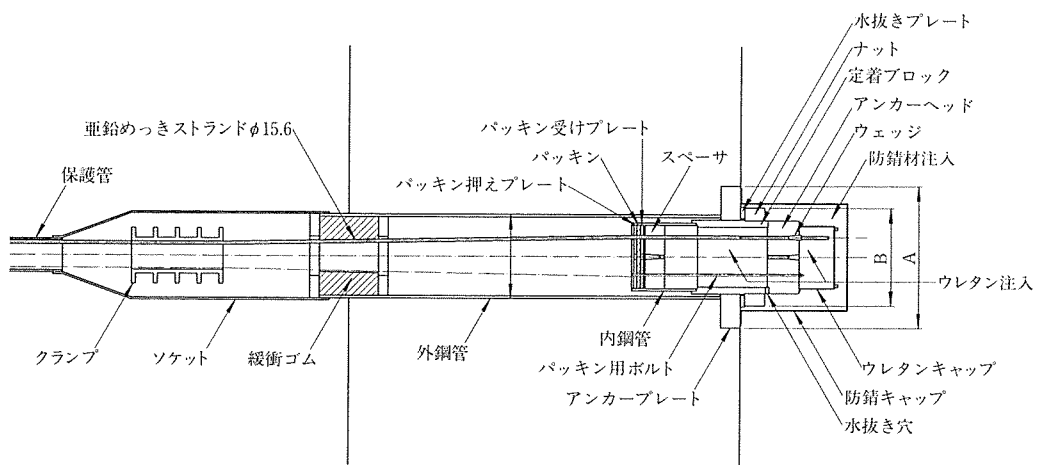 水抜きプレート
ナット
定着ブロック
アンカーヘッド
ウェッジ
防錆材注入
パッキン受けプレート
パッキン
スペーサ
パッキン押えプレート
亜鉛めっきストランドφ15.6
保護管
B
A
ウレタン注入
クランプ
ソケット
緩衝ゴム
外鋼管
内鋼管
パッキン用ボルト
アンカープレート
ウレタンキャップ
防錆キャップ
水抜き穴